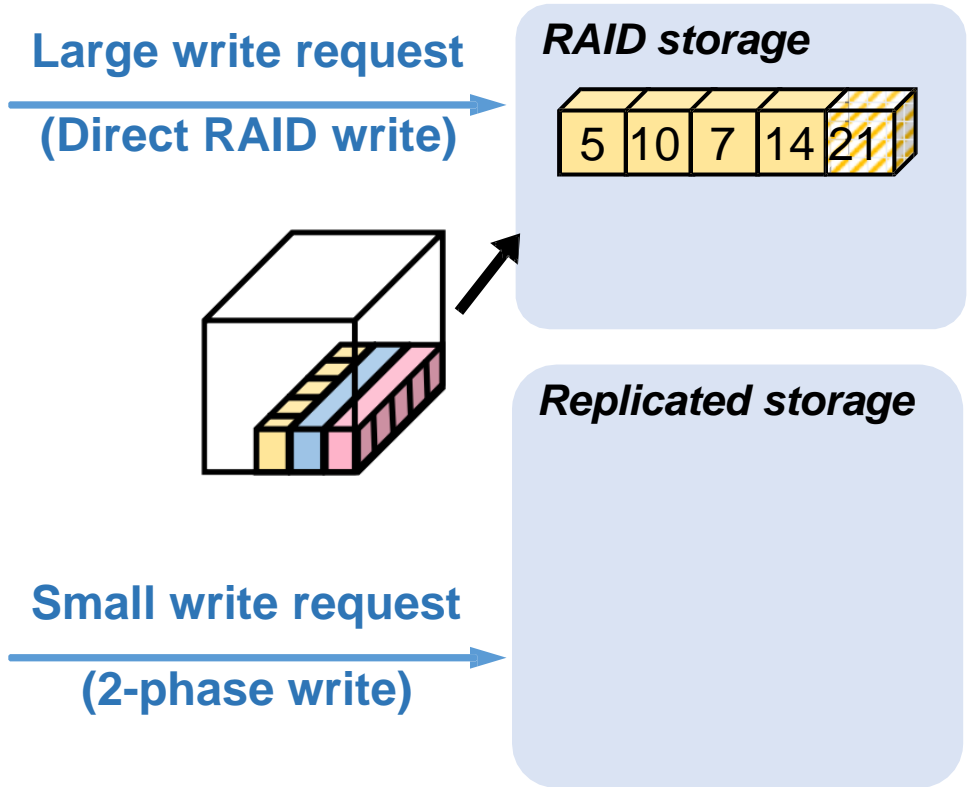 Large write request
(Direct RAID write)
RAID storage
5 10 7 14 21
Replicated storage
Small write request
(2-phase write)